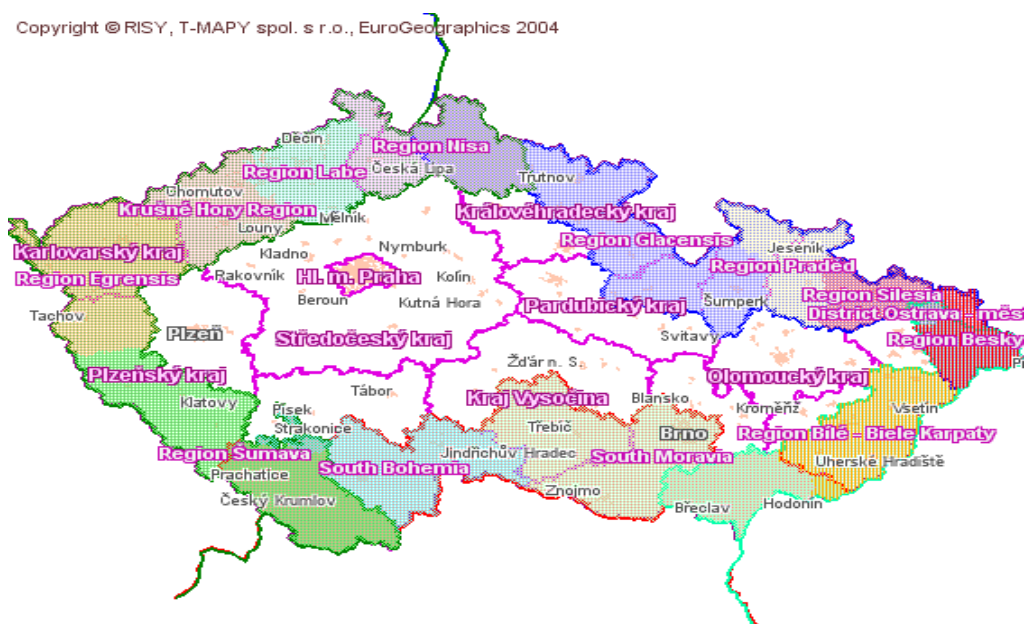 Copyright © RISY, T-MAPY spol. s r.o., EuroGeographics 2004
Děčín
Region Nisa
Region Labe
Česká Lípa
Trutnov
Chomutov
Krušné Hory Region
Mělník
Královéhradecký kraj
Louny
Karlovarský kraj
Kladno
Nymburk
Region Glacensis
Jeseník
Region Praděd
Region Egrensis
Rakovník
Hl. m. Praha
Kolín
Beroun
Kutná Hora
Pardubický kraj
Šumperk
Region Silesia
District Ostrava - měst
Tachov
Plzeň
Středočeský kraj
Svitavy
Region Besky
Žďár n. S.
Plzeňský kraj
Olomoucký kraj
Tábor
Kraj Vysočina
Blansko
Klatovy
Písek
Kroměříž
Vsetín
Strakonice
Třebíč
Brno
Region Bílé - Biele Karpaty
Region Šumava
Jindřichův Hradec
South Moravia
South Bohemia
Uherské Hradiště
Prachatice
Znojmo
Český Krumlov
Břeclav
Hodonín